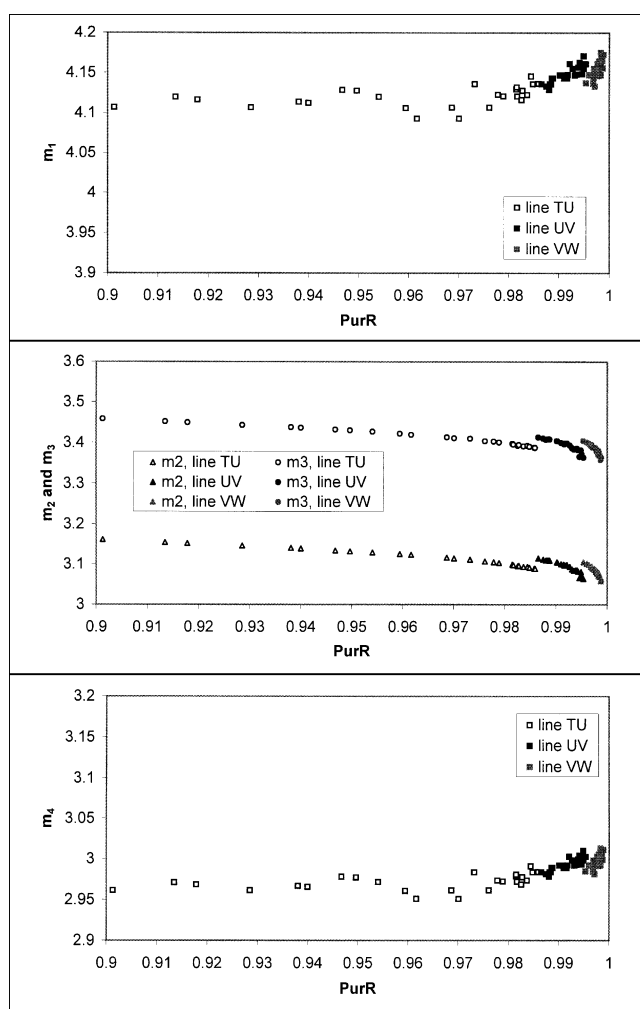 4.2
4.15
4.1
4.05
4
3.95
3.9
m1
line TU
line UV
line VW
0.9 0.91 0.92 0.93 0.94 0.95 0.96 0.97 0.98 0.99 1
PurR
3.6
3.5
3.4
3.3
3.2
3.1
3
m2 and m3
m2, line TU m3, line TU
m2, line UV m3, line UV
m2, line VW m3, line VW
0.9 0.91 0.92 0.93 0.94 0.95 0.96 0.97 0.98 0.99 1
PurR
3.2
3.15
3.1
3.05
3
2.95
2.9
m4
line TU
line UV
line VW
0.9 0.91 0.92 0.93 0.94 0.95 0.96 0.97 0.98 0.99 1
PurR